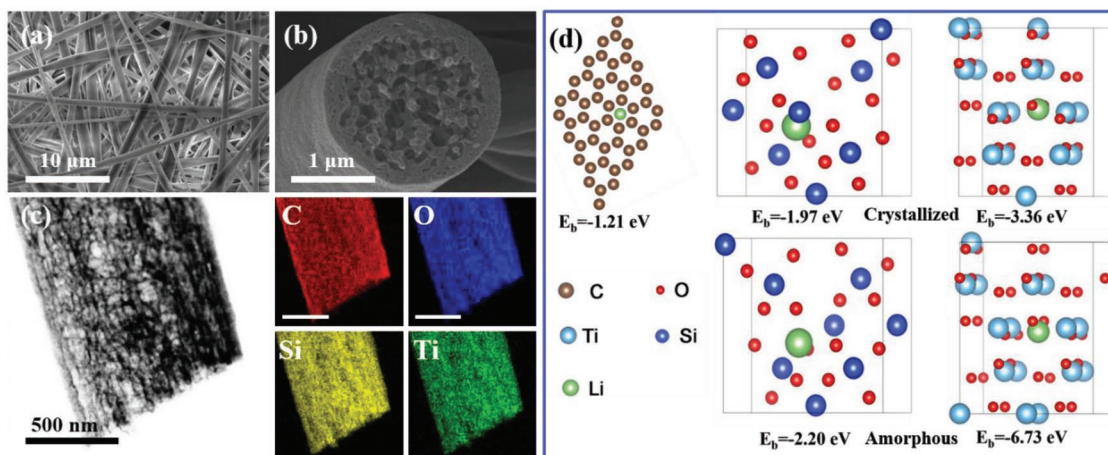 (a)
10 μm
(b)
1 μm
(c)
500 nm
C
O
Si
Ti
(d)
E_b=-1.21 eV
E_b=-1.97 eV
Crystallized
E_b=-3.36 eV
C
O
Ti
Si
Li
E_b=-2.20 eV
Amorphous
E_b=-6.73 eV